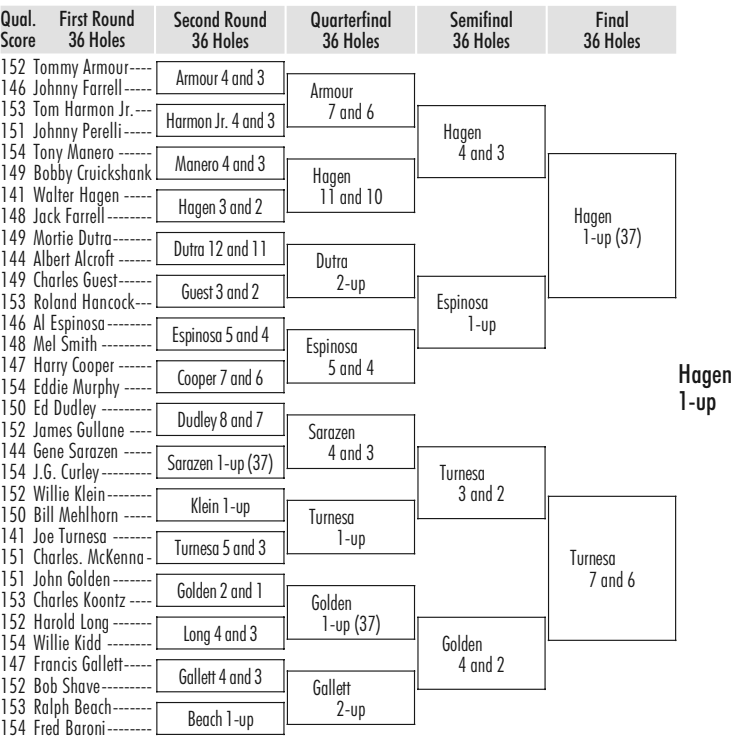 Qual. First Round Second Round Quarterfinal Semifinal Final
Score 36 Holes 36 Holes 36 Holes 36 Holes 36 Holes
152 Tommy Armour----
146 Johnny Farrell-----
153 Tom Harmon Jr.---
151 Johnny Perelli------
154 Tony Manero ------
149 Bobby Cruickshank
141 Walter Hagen -----
148 Jack Farrell--------
149 Mortie Dutra-------
144 Albert Alcroft ------
149 Charles Guest------
153 Roland Hancock---
146 Al Espinosa--------
148 Mel Smith ---------
147 Harry Cooper ------
154 Eddie Murphy -----
150 Ed Dudley ---------
152 James Gullane ----
144 Gene Sarazen -----
154 J.G. Curley--------
152 Willie Klein--------
150 Bill Mehlhorn -----
141 Joe Turnesa -------
151 Charles. McKenna-
151 John Golden-------
153 Charles Koontz ----
152 Harold Long -------
154 Willie Kidd --------
147 Francis Gallett-----
152 Bob Shave---------
153 Ralph Beach-------
154 Fred Baroni--------
Armour 4 and 3
Harmon Jr. 4 and 3
Manero 4 and 3
Hagen 3 and 2
Dutra 12 and 11
Guest 3 and 2
Espinosa 5 and 4
Cooper 7 and 6
Dudley 8 and 7
Sarazen 1-up (37)
Klein 1-up
Turnesa 5 and 3
Golden 2 and 1
Long 4 and 3
Gallett 4 and 3
Beach 1-up
Armour
7 and 6
Hagen
11 and 10
Dutra
2-up
Espinosa
5 and 4
Sarazen
4 and 3
Turnesa
1-up
Golden
1-up (37)
Gallett
2-up
Hagen
4 and 3
Espinosa
1-up
Turnesa
3 and 2
Golden
4 and 2
Hagen
1-up (37)
Turnesa
7 and 6
Hagen
1-up